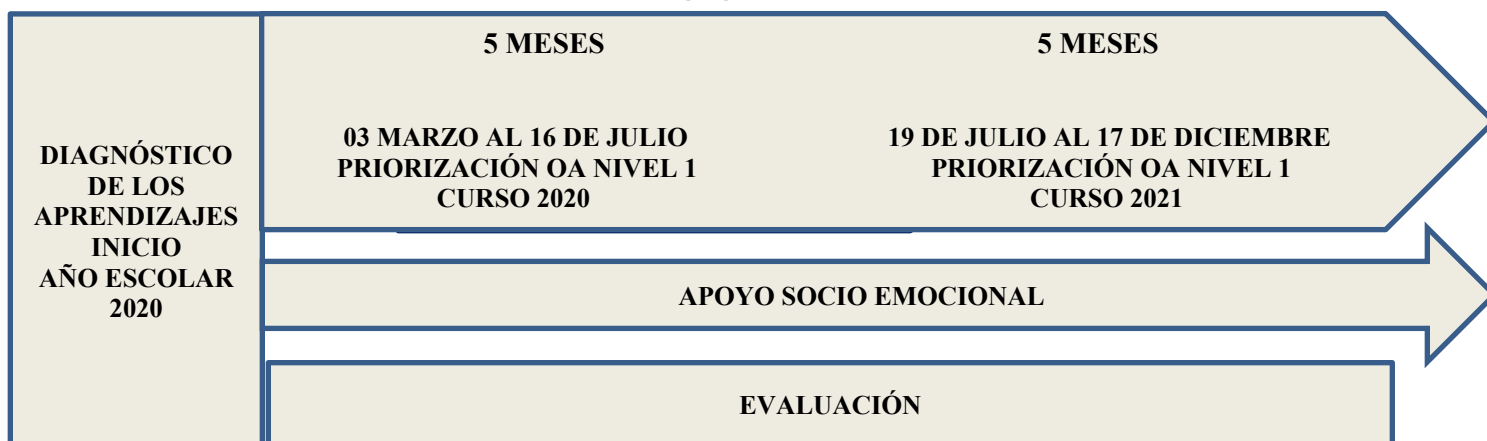 DIAGNÓSTICO
DE LOS
APRENDIZAJES
INICIO
AÑO ESCOLAR
2020
5 MESES
03 MARZO AL 16 DE JULIO
PRIORIZACIÓN OA NIVEL 1
CURSO 2020
5 MESES
19 DE JULIO AL 17 DE DICIEMBRE
PRIORIZACIÓN OA NIVEL 1
CURSO 2021
APOYO SOCIO EMOCIONAL
EVALUACIÓN